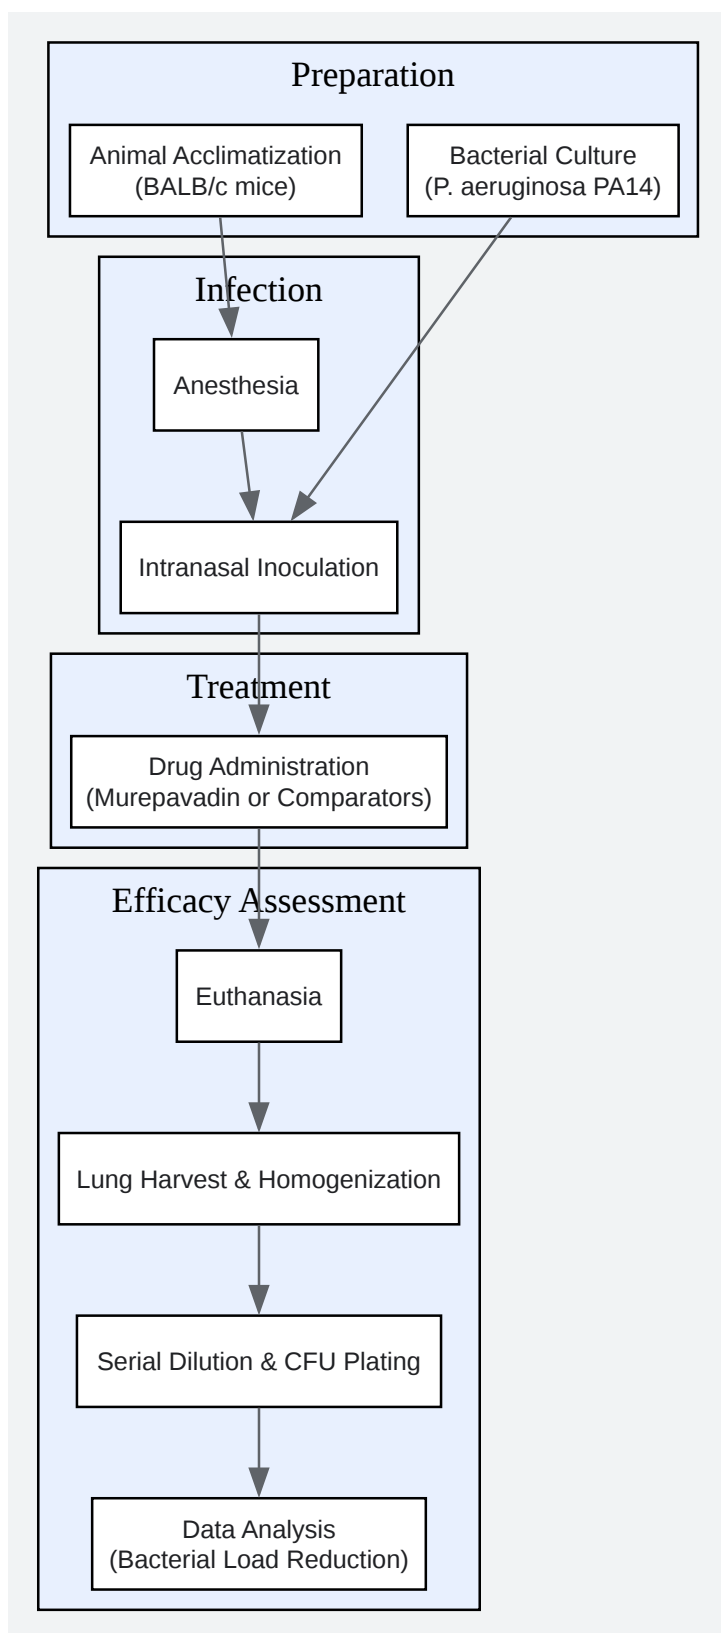 Preparation
Animal Acclimatization
(BALB/c mice)
Bacterial Culture
(P. aeruginosa PA14)
Infection
Anesthesia
Intranasal Inoculation
Treatment
Drug Administration
(Murepavadin or Comparators)
Efficacy Assessment
Euthanasia
Lung Harvest & Homogenization
Serial Dilution & CFU Plating
Data Analysis
(Bacterial Load Reduction)